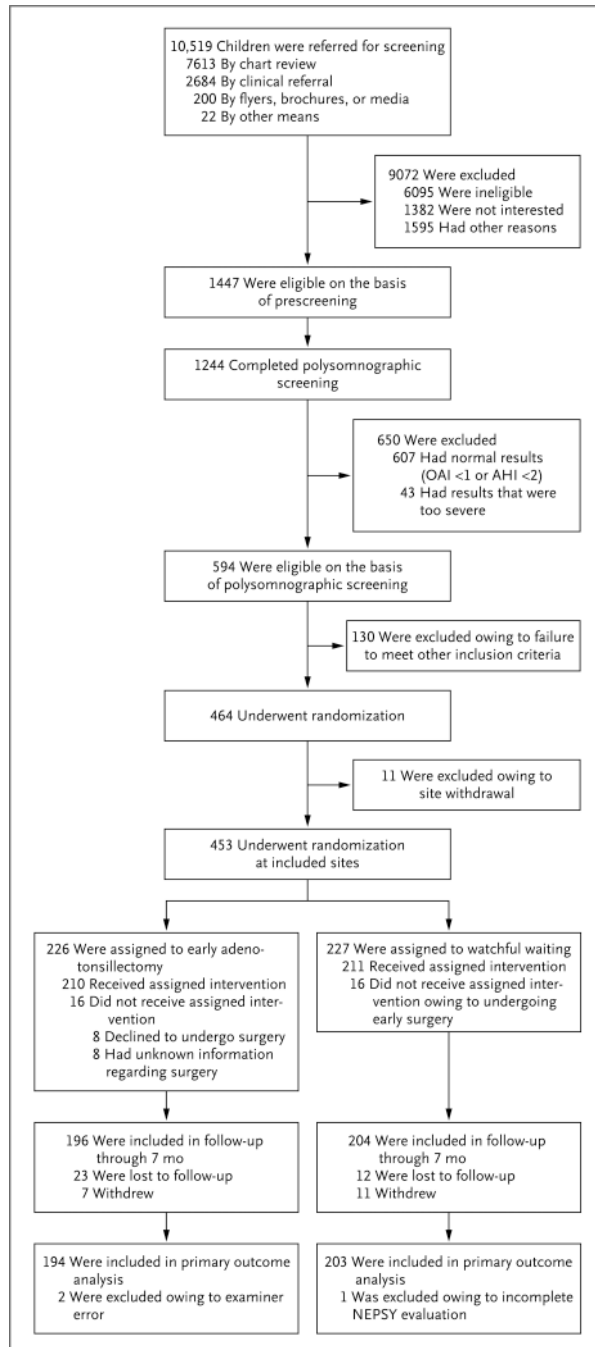 10,519 Children were referred for screening
7613 By chart review
2684 By clinical referral
200 By flyers, brochures, or media
22 By other means
9072 Were excluded
6095 Were ineligible
1382 Were not interested
1595 Had other reasons
1447 Were eligible on the basis
of prescreening
1244 Completed polysomnographic
screening
650 Were excluded
607 Had normal results
(OAI <1 or AHI <2)
43 Had results that were
too severe
594 Were eligible on the basis
of polysomnographic screening
130 Were excluded owing to failure
to meet other inclusion criteria
464 Underwent randomization
11 Were excluded owing to
site withdrawal
453 Underwent randomization
at included sites
226 Were assigned to early adeno-
tonsillectomy
210 Received assigned intervention
16 Did not receive assigned inter-
vention
8 Declined to undergo surgery
8 Had unknown information
regarding surgery
227 Were assigned to watchful waiting
211 Received assigned intervention
16 Did not receive assigned inter-
vention owing to undergoing
early surgery
196 Were included in follow-up
through 7 mo
23 Were lost to follow-up
7 Withdrew
204 Were included in follow-up
through 7 mo
12 Were lost to follow-up
11 Withdrew
194 Were included in primary outcome
analysis
2 Were excluded owing to examiner
error
203 Were included in primary outcome
analysis
1 Was excluded owing to incomplete
NEPSY evaluation